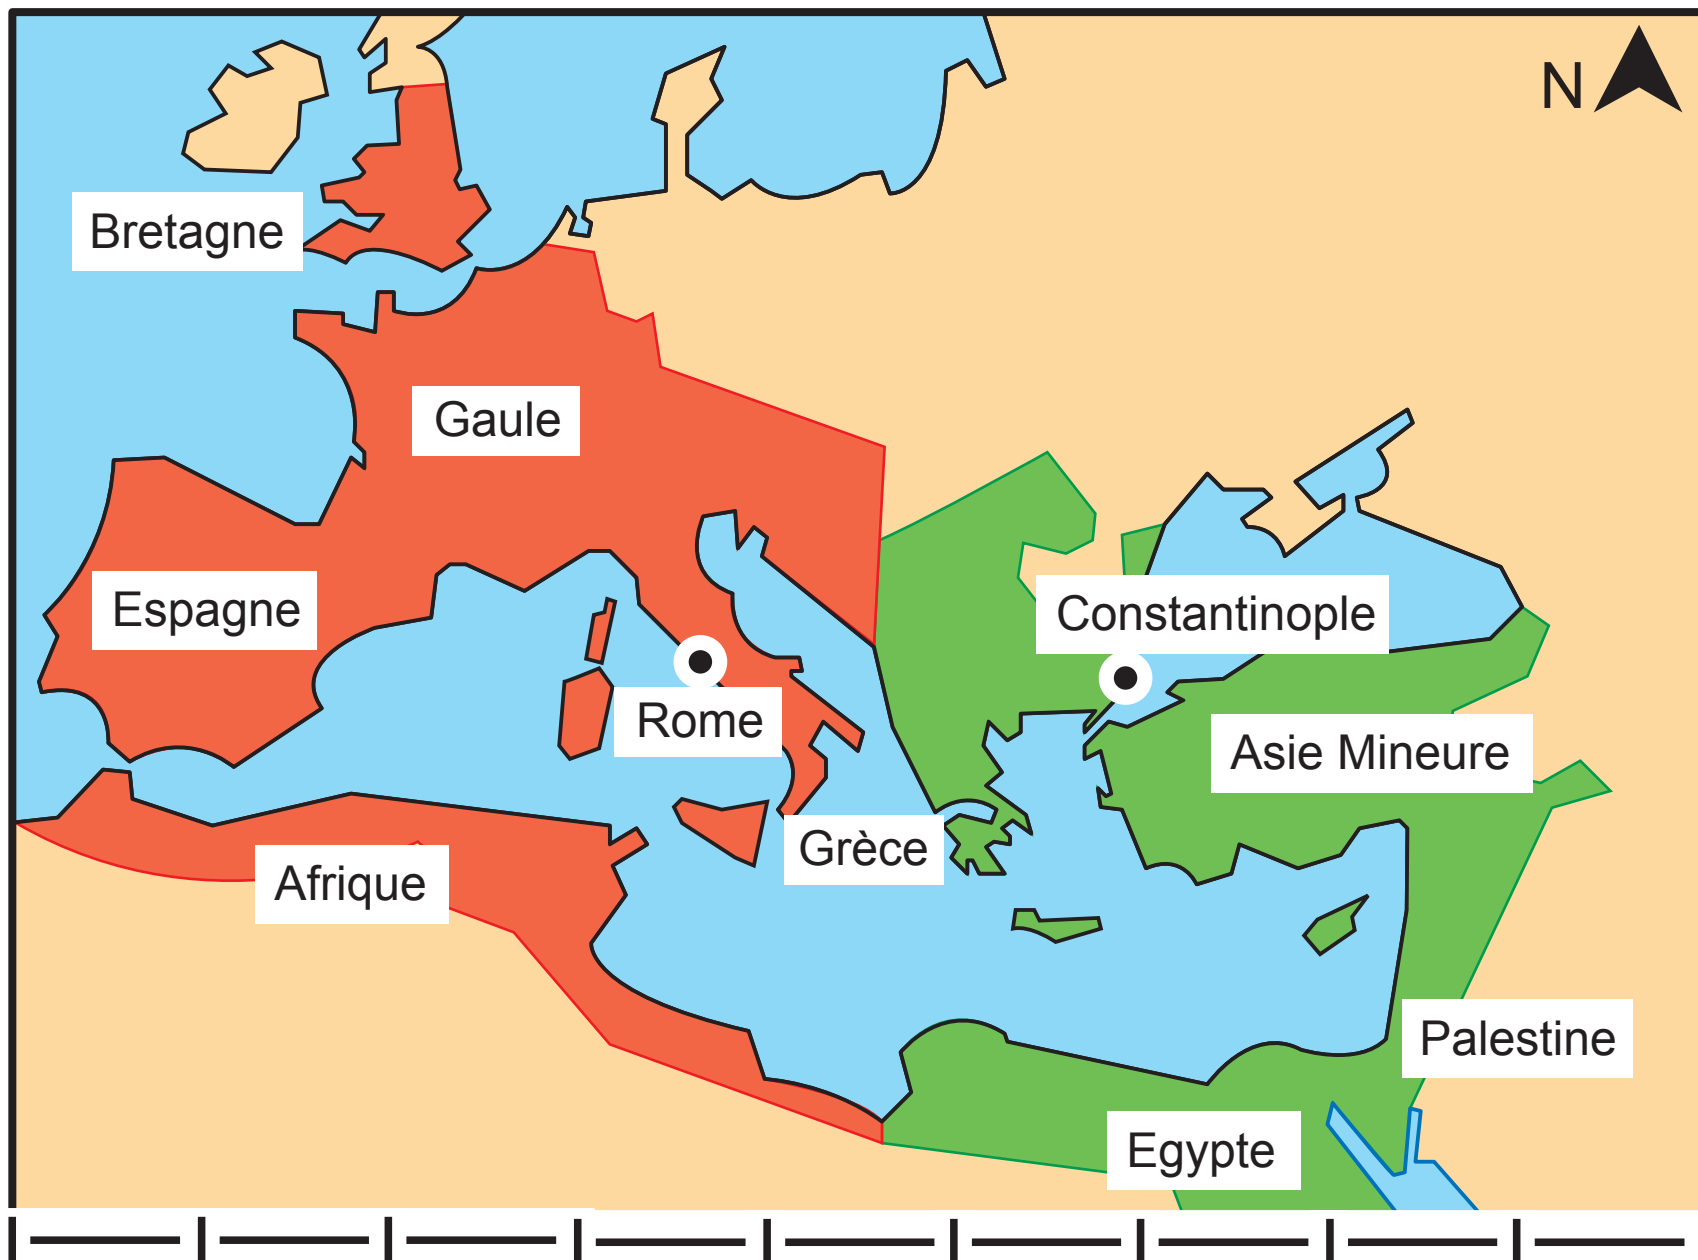 N
Bretagne
Gaule
Espagne
Constantinople
Rome
Asie Mineure
Grèce
Afrique
Palestine
Egypte